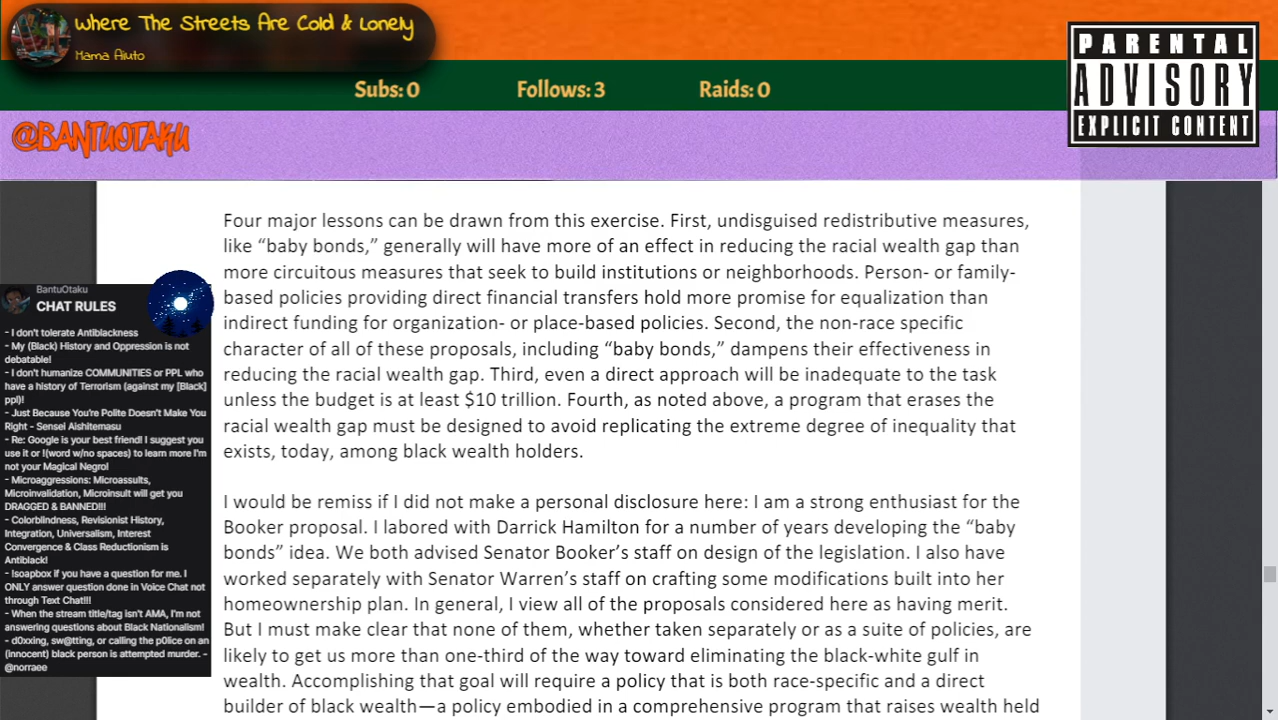 Where The Streets Are Cold & Lonely
Mama Aiuto
PARENTAL
ADVISORY
EXPLICIT CONTENT
Subs: 0 Follows: 3 Raids: 0
@BANTUOTAKU
Four major lessons can be drawn from this exercise. First, undisguised redistributive measures,
like “baby bonds,” generally will have more of an effect in reducing the racial wealth gap than
more circuitous measures that seek to build institutions or neighborhoods. Person- or family-
based policies providing direct financial transfers hold more promise for equalization than
indirect funding for organization- or place-based policies. Second, the non-race specific
character of all of these proposals, including “baby bonds,” dampens their effectiveness in
reducing the racial wealth gap. Third, even a direct approach will be inadequate to the task
unless the budget is at least $10 trillion. Fourth, as noted above, a program that erases the
racial wealth gap must be designed to avoid replicating the extreme degree of inequality that
exists, today, among black wealth holders.
I would be remiss if I did not make a personal disclosure here: I am a strong enthusiast for the
Booker proposal. I labored with Darrick Hamilton for a number of years developing the “baby
bonds” idea. We both advised Senator Booker’s staff on design of the legislation. I also have
worked separately with Senator Warren’s staff on crafting some modifications built into her
homeownership plan. In general, I view all of the proposals considered here as having merit.
But I must make clear that none of them, whether taken separately or as a suite of policies, are
likely to get us more than one-third of the way toward eliminating the black-white gulf in
wealth. Accomplishing that goal will require a policy that is both race-specific and a direct
builder of black wealth—a policy embodied in a comprehensive program that raises wealth held
BantuOtaku
CHAT RULES
- I don't tolerate Antiblackness
- My (Black) History and Oppression is not
debatable!
- I don't humanize COMMUNITIES or PPL who
have a history of Terrorism (against my [Black]
ppl)!
- Just Because You're Polite Doesn't Make You
Right - Sensei Aishitemasu
- Re: Google is your best friend! I suggest you
use it or !(word w/no spaces) to learn more I'm
not your Magical Negro!
- Microaggressions: Microassults,
Microinvalidation, Microinsult will get you
DRAGGED & BANNED!!!
- Colorblindness, Revisionist History,
Integration, Universalism, Interest
Convergence & Class Reductionism is
Antiblack!
- !soapbox if you have a question for me. I
ONLY answer question done in Voice Chat not
through Text Chat!!!
- When the stream title/tag isn't AMA, I'm not
answering questions about Black Nationalism!
- d0xxing, sw@tting, or calling the p0lice on an
(innocent) black person is attempted murder. -
@norraee